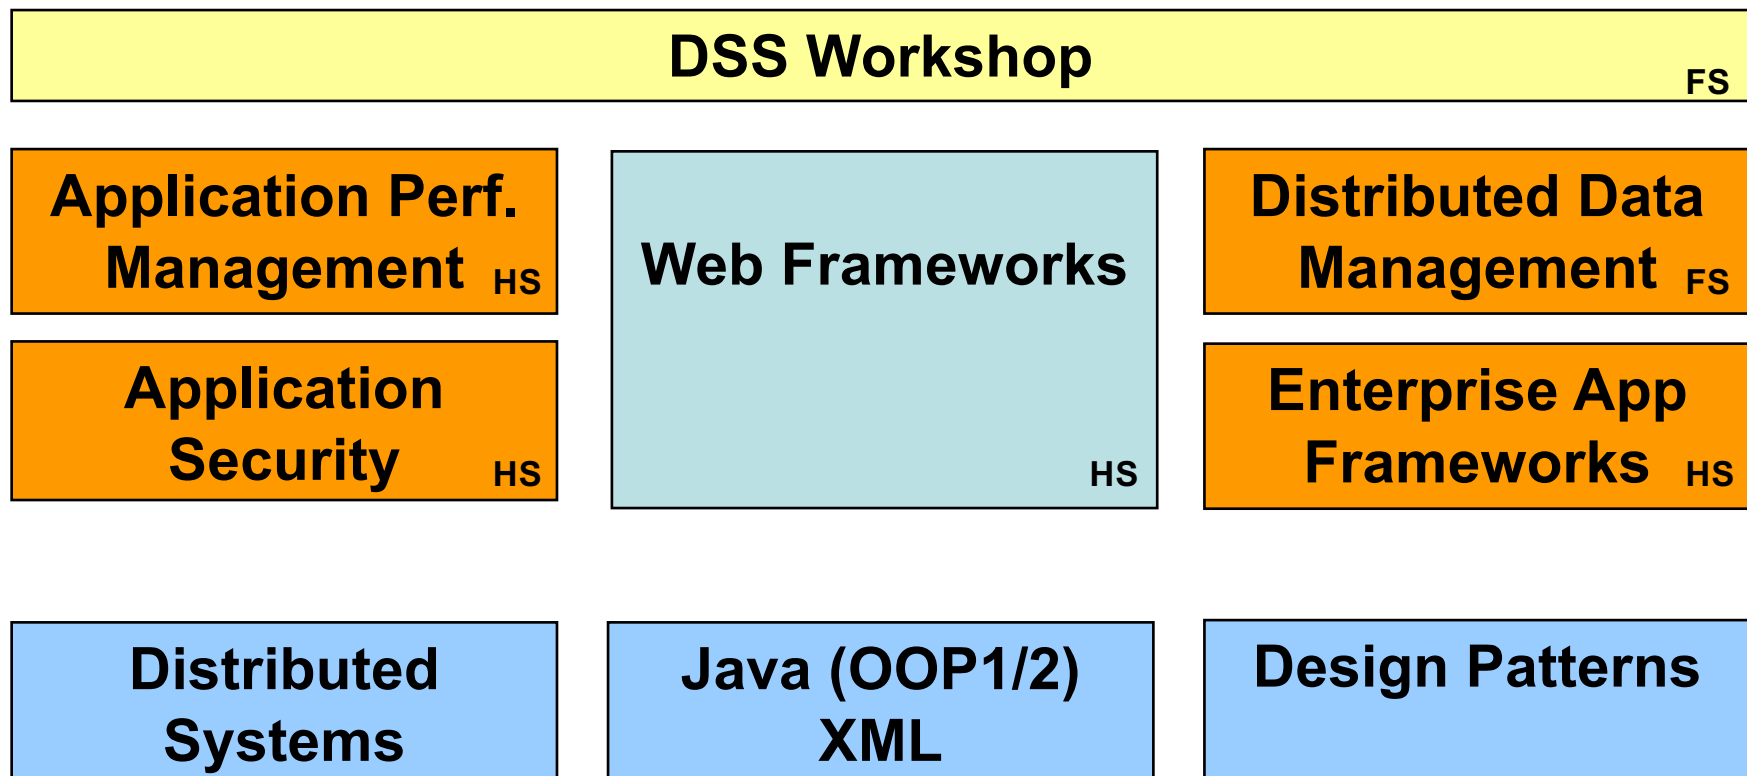 DSS Workshop
FS
Application Perf.
Management HS
Web Frameworks
HS
Distributed Data
Management FS
Application
Security HS
Enterprise App
Frameworks HS
Distributed
Systems
Java (OOP1/2)
XML
Design Patterns